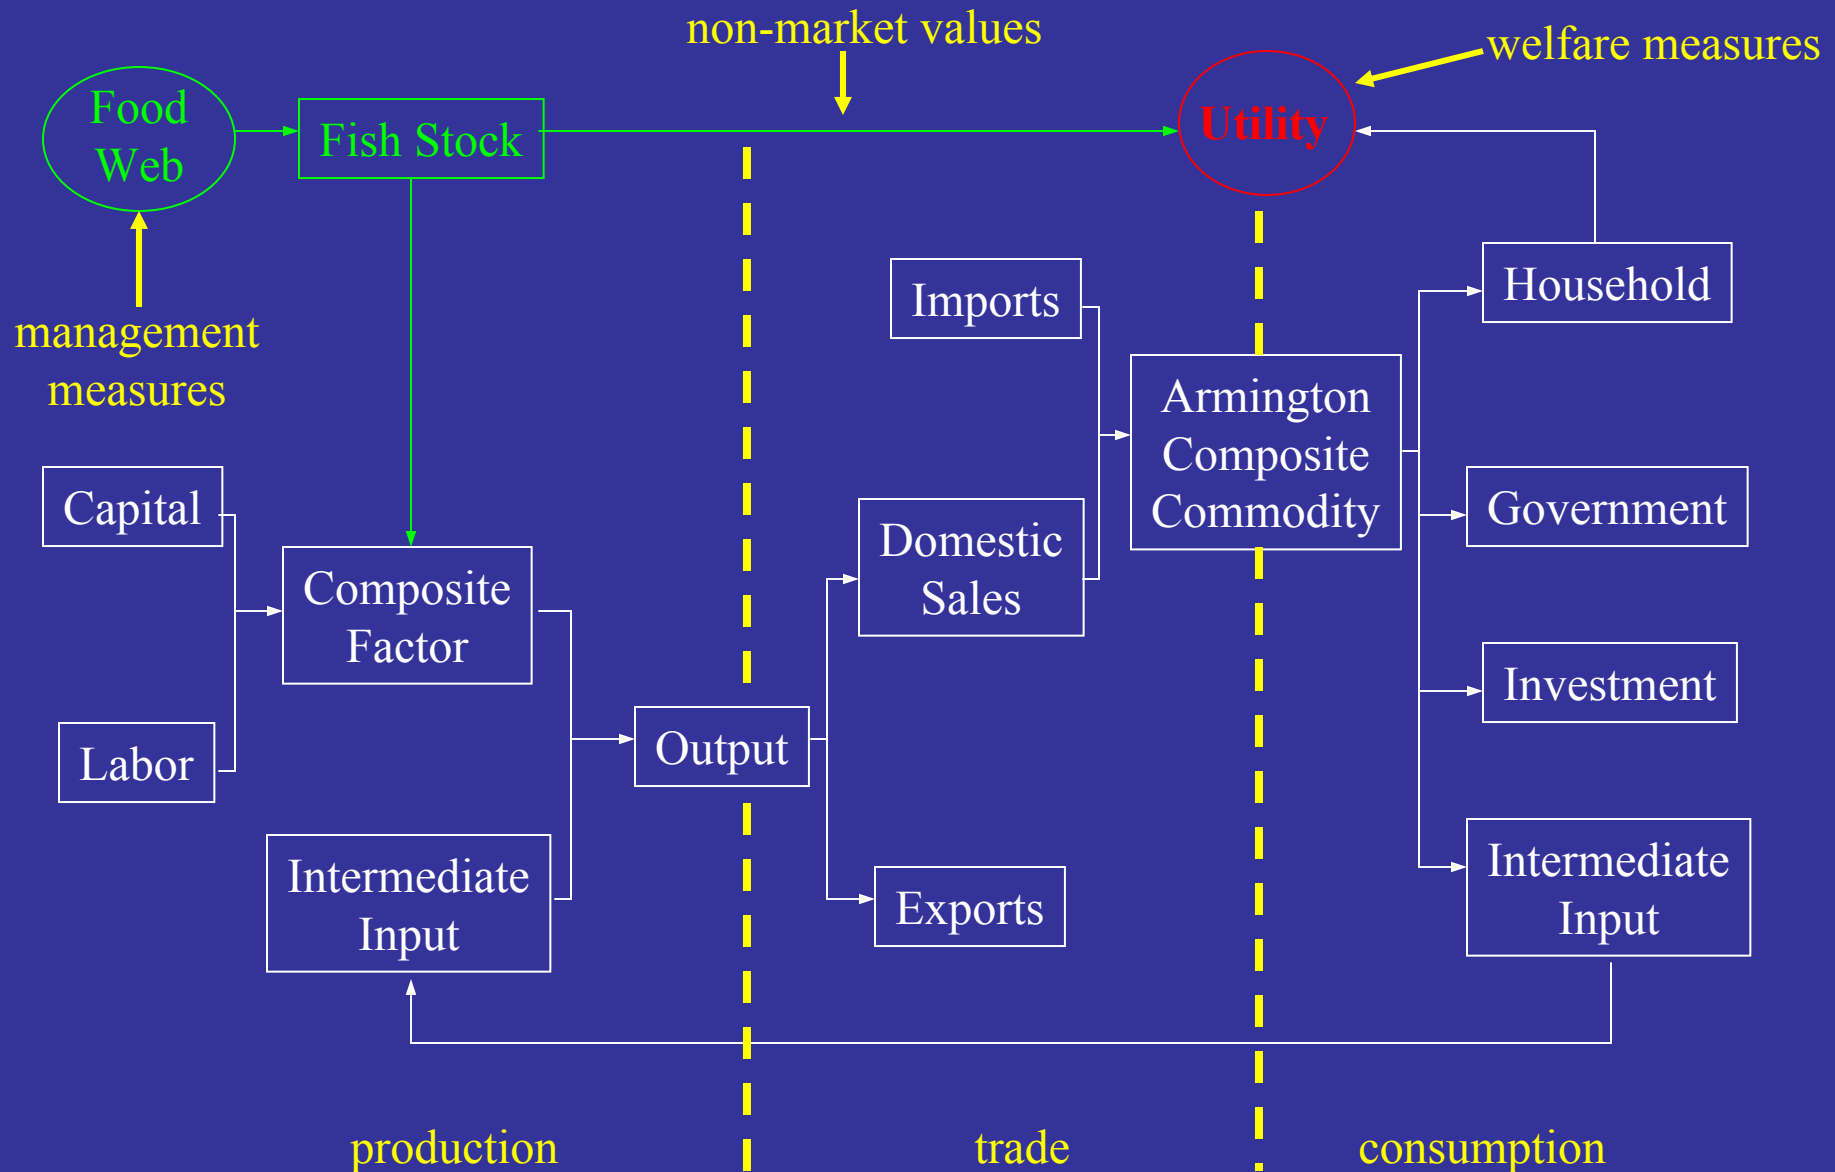 non-market values
welfare measures
Food
Web
Fish Stock
Utility
management
measures
Imports
Household
Armington
Composite
Commodity
Capital
Government
Domestic
Sales
Composite
Factor
Investment
Labor
Output
Intermediate
Input
Exports
Intermediate
Input
production
trade
consumption